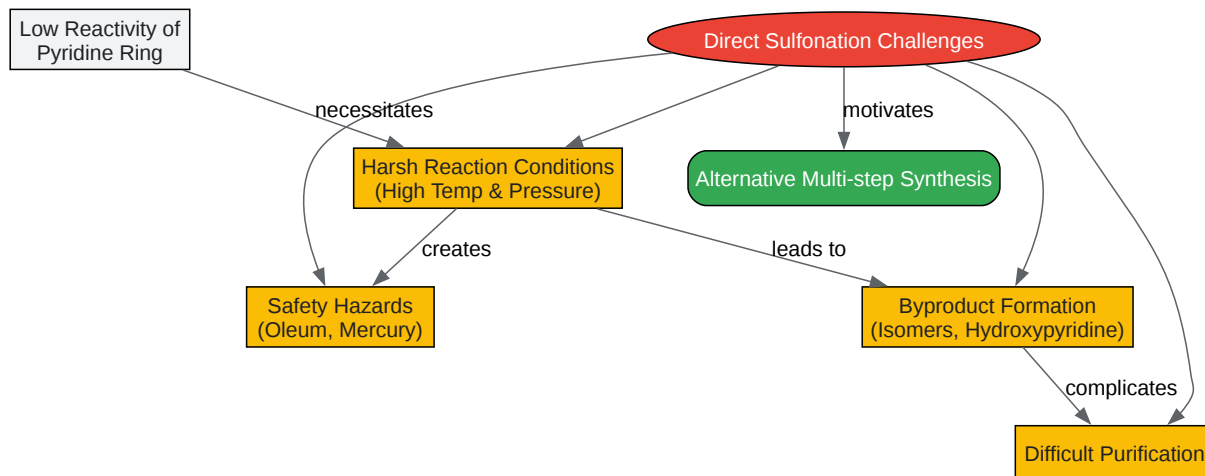 Low Reactivity of
Pyridine Ring
Direct Sulfonation Challenges
necessitates
motivates
Harsh Reaction Conditions
(High Temp & Pressure)
Alternative Multi-step Synthesis
creates
leads to
Safety Hazards
(Oleum, Mercury)
Byproduct Formation
(Isomers, Hydroxypyridine)
complicates
Difficult Purification